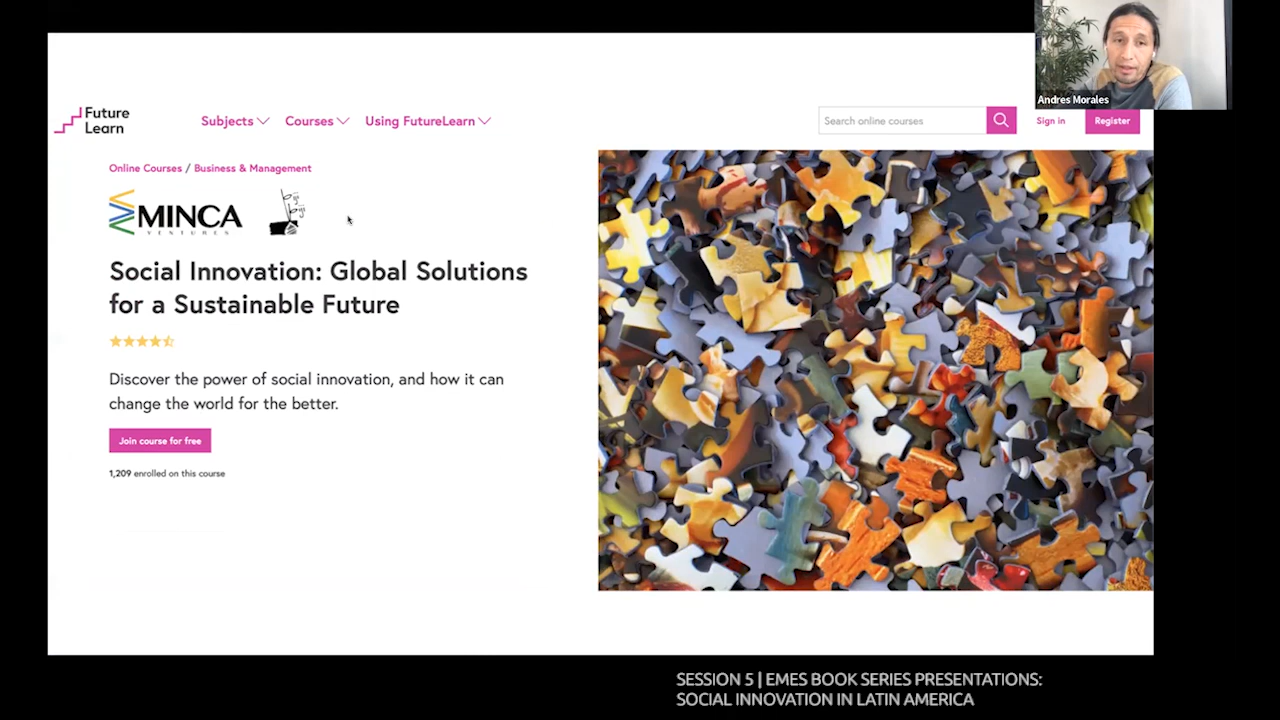 Andres Morales
Future
Learn
Subjects
Courses
Using FutureLearn
Search online courses
Sign in
Register
Online Courses / Business & Management
MINCA
VENTURES
Social Innovation: Global Solutions
for a Sustainable Future
Discover the power of social innovation, and how it can
change the world for the better.
Join course for free
1,209 enrolled on this course
SESSION 5 | EMES BOOK SERIES PRESENTATIONS:
SOCIAL INNOVATION IN LATIN AMERICA